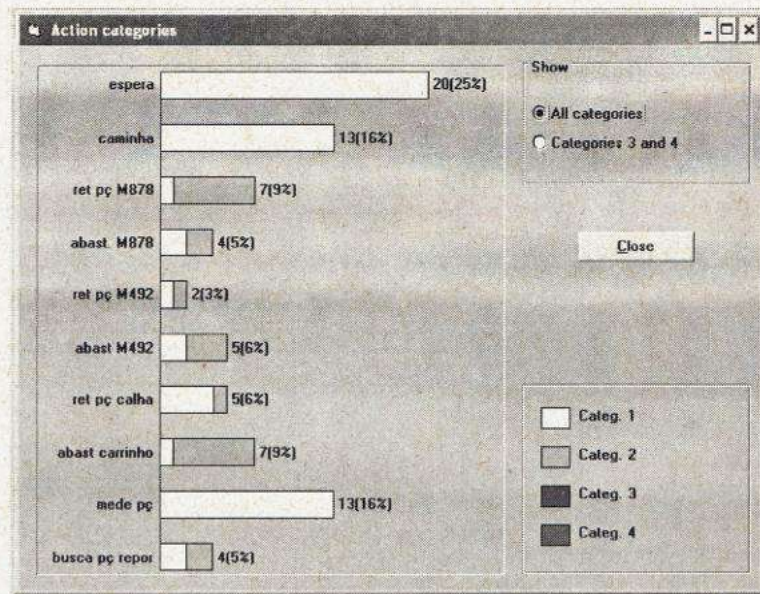 Action categories
espera 20(25%)
caminha 13(16%)
ret pç M878 7(9%)
abast. M878 4(5%)
ret pç M492 2(3%)
abast M492 5(6%)
ret pç calha 5(6%)
abast carrinho 7(9%)
mede pç 13(16%)
busca pç repor 4(5%)
Show
All categories
Categories 3 and 4
Close
Categ. 1
Categ. 2
Categ. 3
Categ. 4